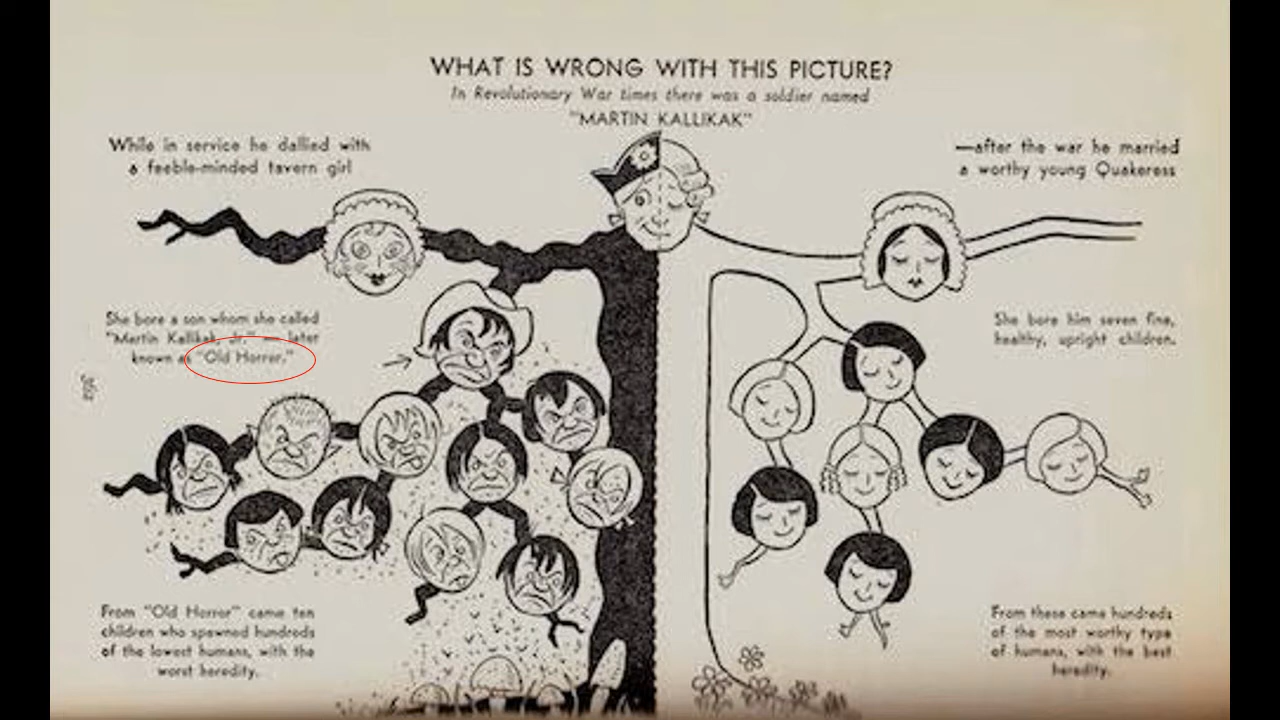 WHAT IS WRONG WITH THIS PICTURE?
In Revolutionary War times there was a soldier named
"MARTIN KALLIKAK"
While in service he dallied with
a feeble-minded tavern girl
—after the war he married
a worthy young Quakeress
She bore a son whom she called
"Martin Kallikak, Jr." — later
known as "Old Horror."
She bore him seven fine,
healthy, upright children.
From "Old Horror" came ten
children who spawned hundreds
of the lowest humans, with the
worst heredity.
From these came hundreds
of the most worthy type
of humans, with the best
heredity.